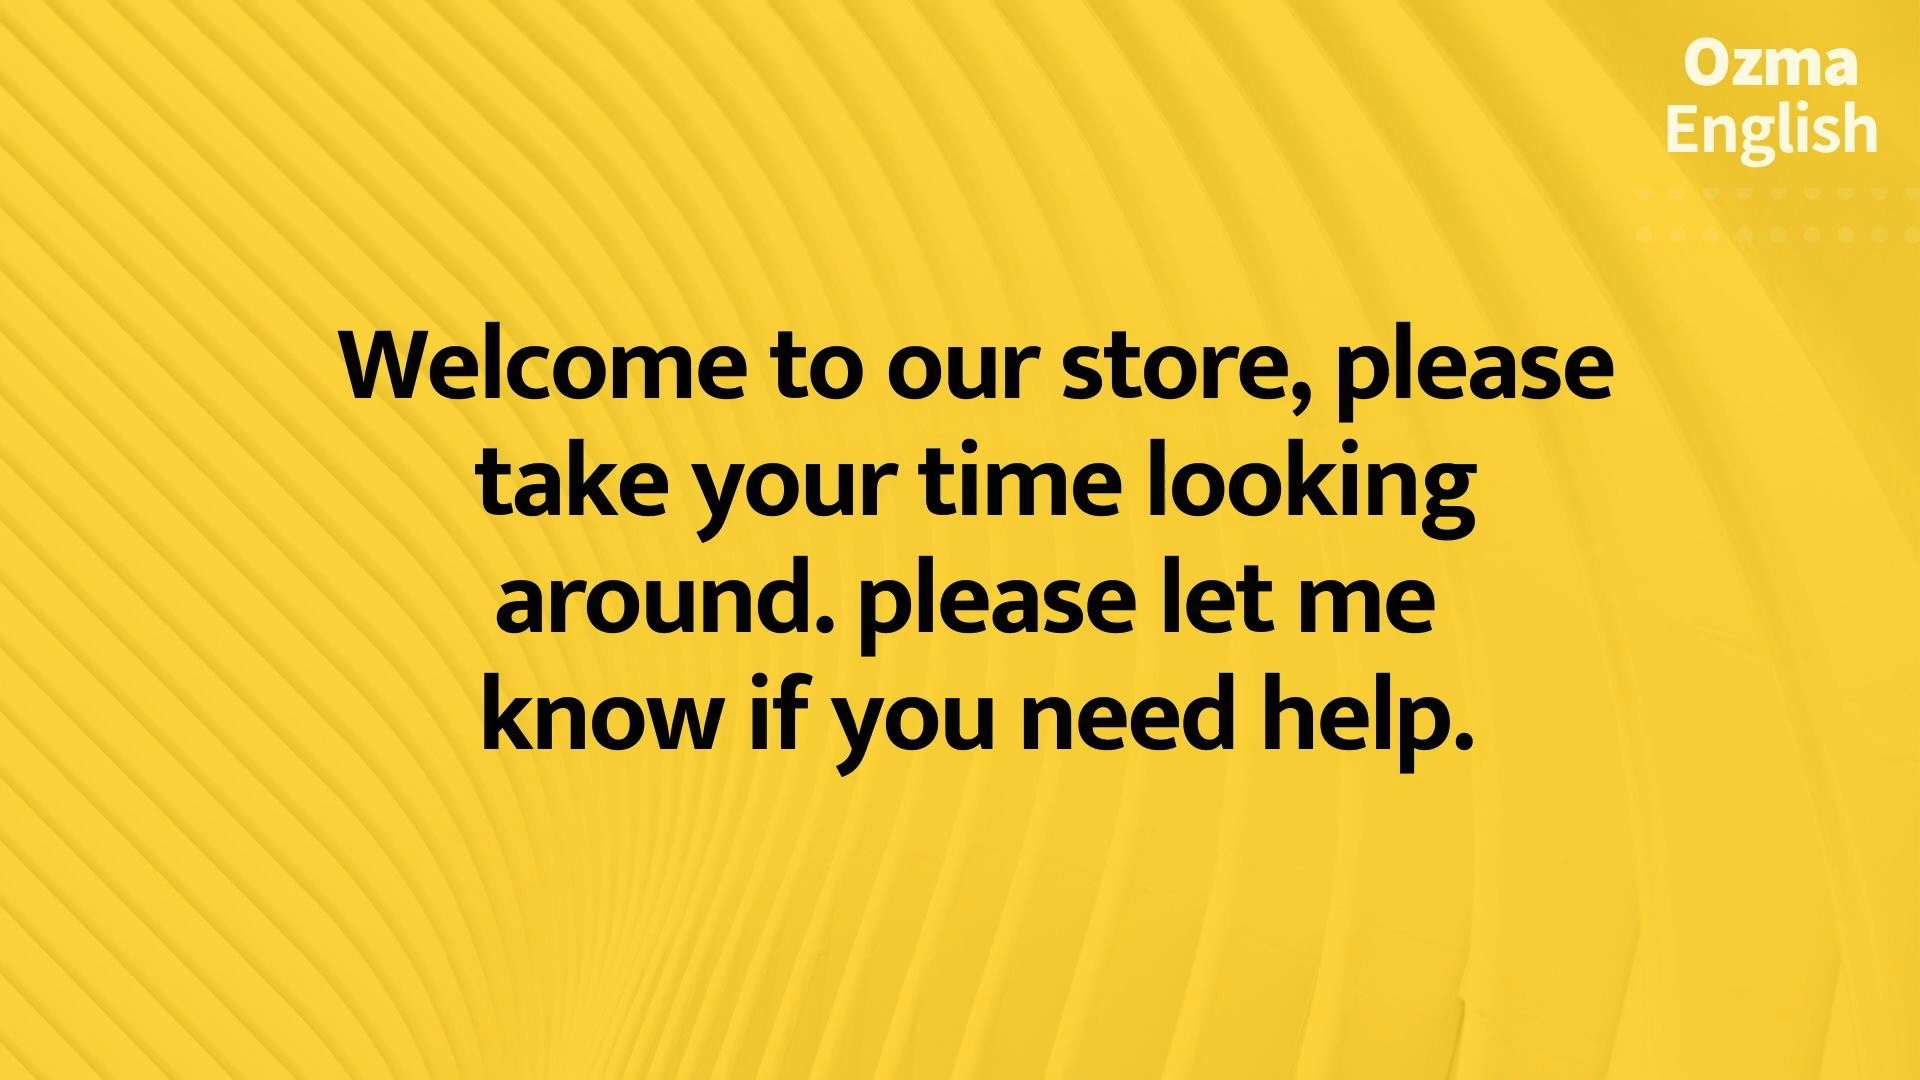 Ozma
English
Welcome to our store, please
take your time looking
around. please let me
know if you need help.